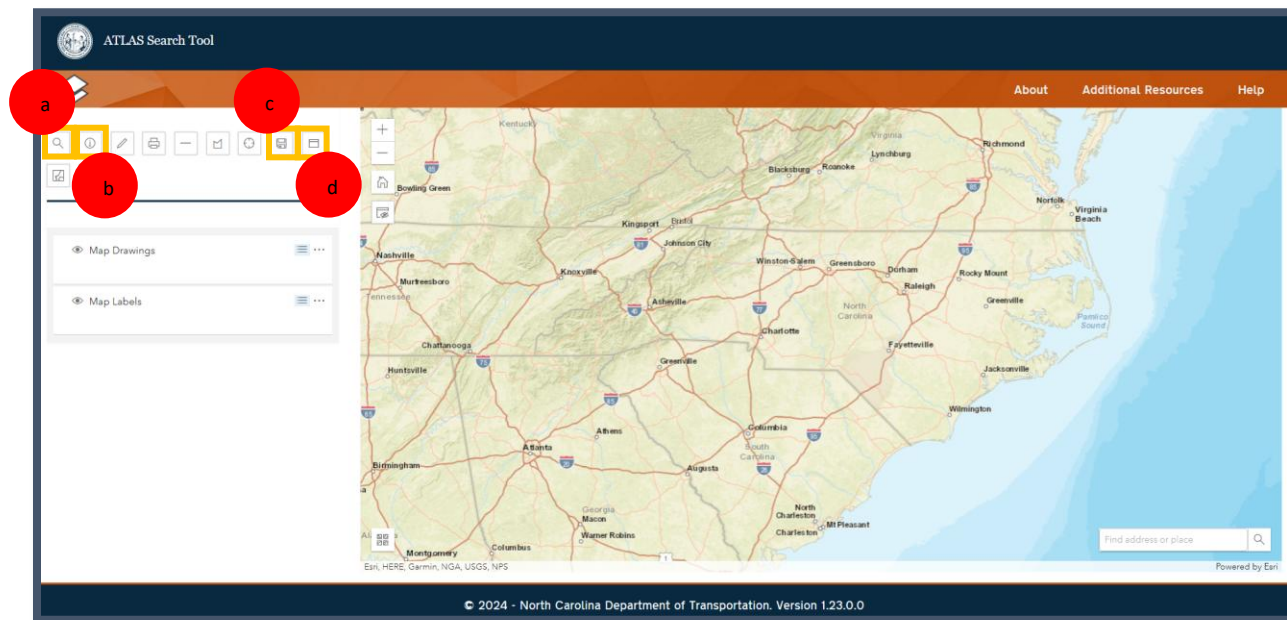 ATLAS Search Tool
About Additional Resources Help
a
c
b
d
Map Drawings
Map Labels
Kentucky
Virginia
Richmond
Lynchburg
Blacksburg
Roanoke
Bowling Green
85
Norfolk
Virginia
Beach
Kingsport
Bristol
Johnson City
Nashville
Winston-Salem
Greensboro
Durham
Rocky Mount
Knoxville
Murfreesboro
Raleigh
Tennessee
Asheville
North
Carolina
Greenville
Pamlico
Sound
Charlotte
Chattanooga
Fayetteville
Greenville
Huntsville
Jacksonville
Wilmington
Columbia
Athens
Atlanta
South
Carolina
Birmingham
Augusta
Georgia
Macon
North
Charleston
Mt Pleasant
Charleston
Warner Robins
Columbus
Montgomery
1
Find address or place
Esri, HERE, Garmin, NGA, USGS, NPS
Powered by Esri
© 2024 - North Carolina Department of Transportation. Version 1.23.0.0